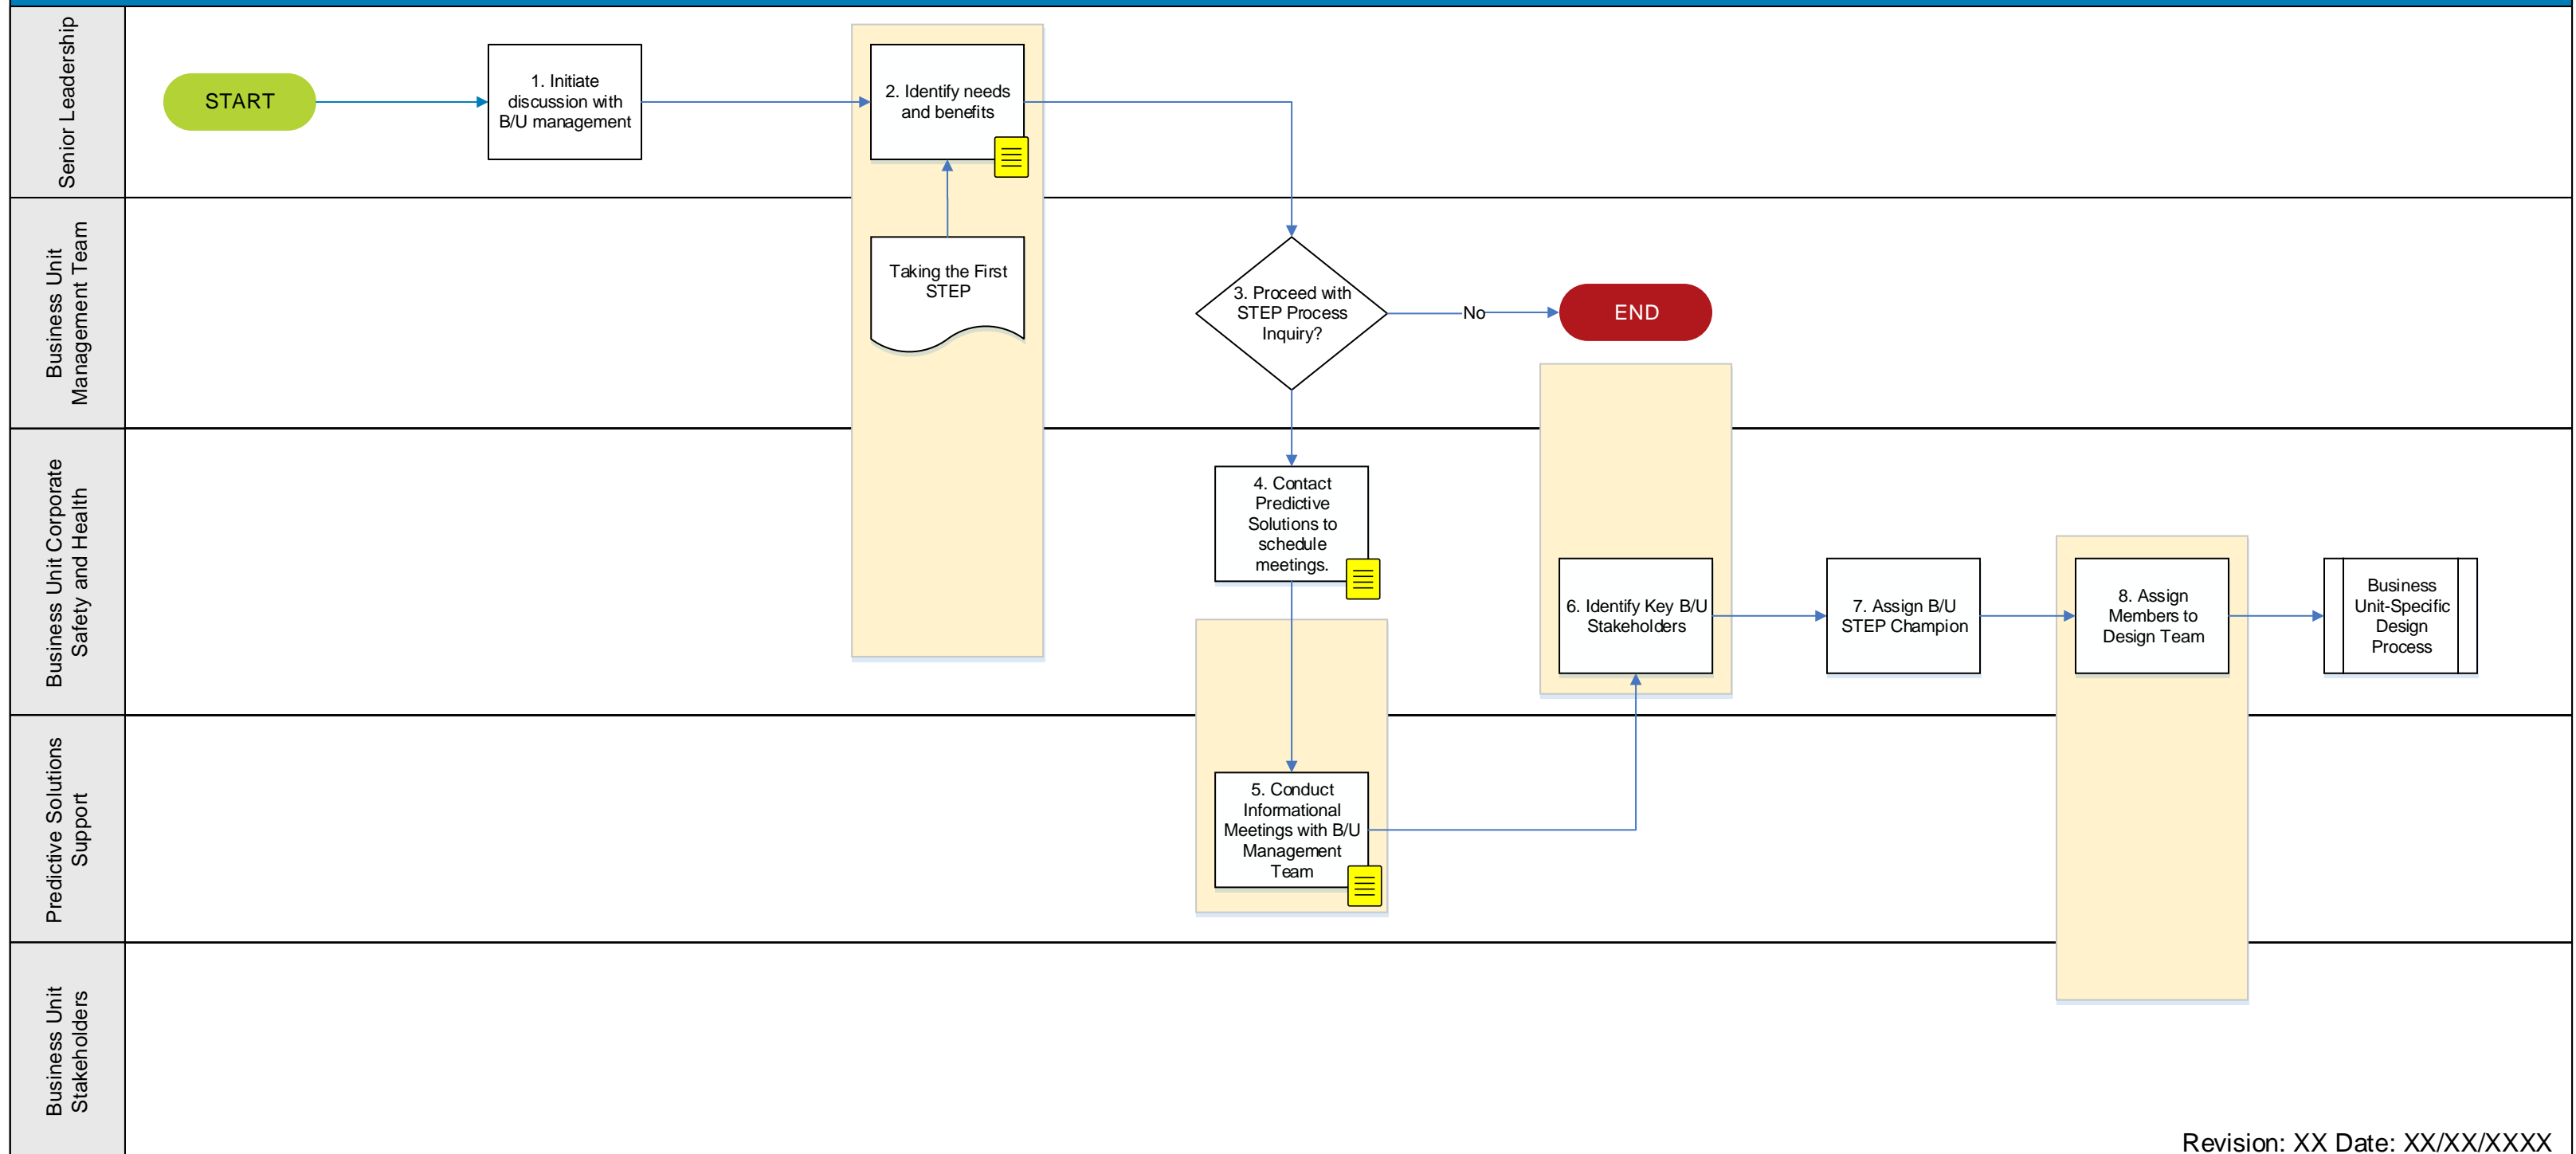 Senior Leadership
START
1. Initiate
discussion with
B/U management
2. Identify needs
and benefits
Business Unit
Management Team
Taking the First
STEP
3. Proceed with
STEP Process
Inquiry?
No
END
Business Unit Corporate
Safety and Health
4. Contact
Predictive
Solutions to
schedule
meetings.
6. Identify Key B/U
Stakeholders
7. Assign B/U
STEP Champion
8. Assign
Members to
Design Team
Business
Unit-Specific
Design
Process
Predictive Solutions
Support
5. Conduct
Informational
Meetings with B/U
Management
Team
Business Unit
Stakeholders
Revision: XX Date: XX/XX/XXXX